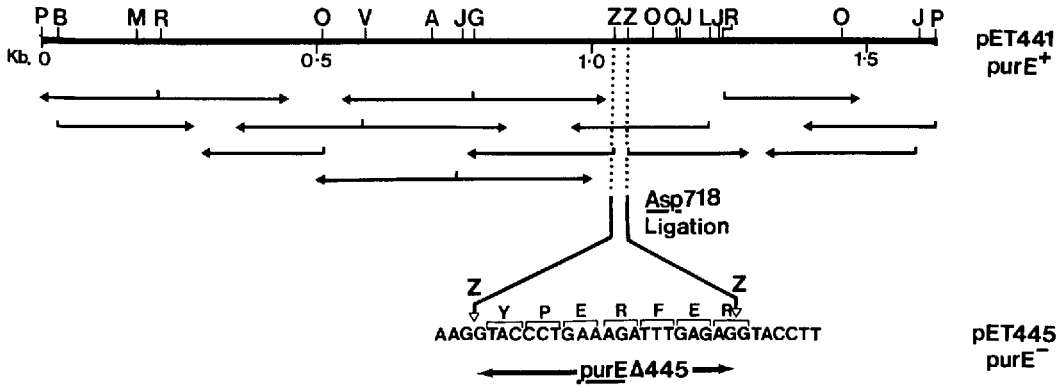 P B M R O V A J G Z Z O O J L J R O J P
pET441
purE+
Kb. 0 0·5 1·0 1·5
Asp718
Ligation
Z Z
Y P E R F E R
AAGGTACCCTGAAAGATTTGAGAGGTACCTT
pET445
purE−
purEΔ445